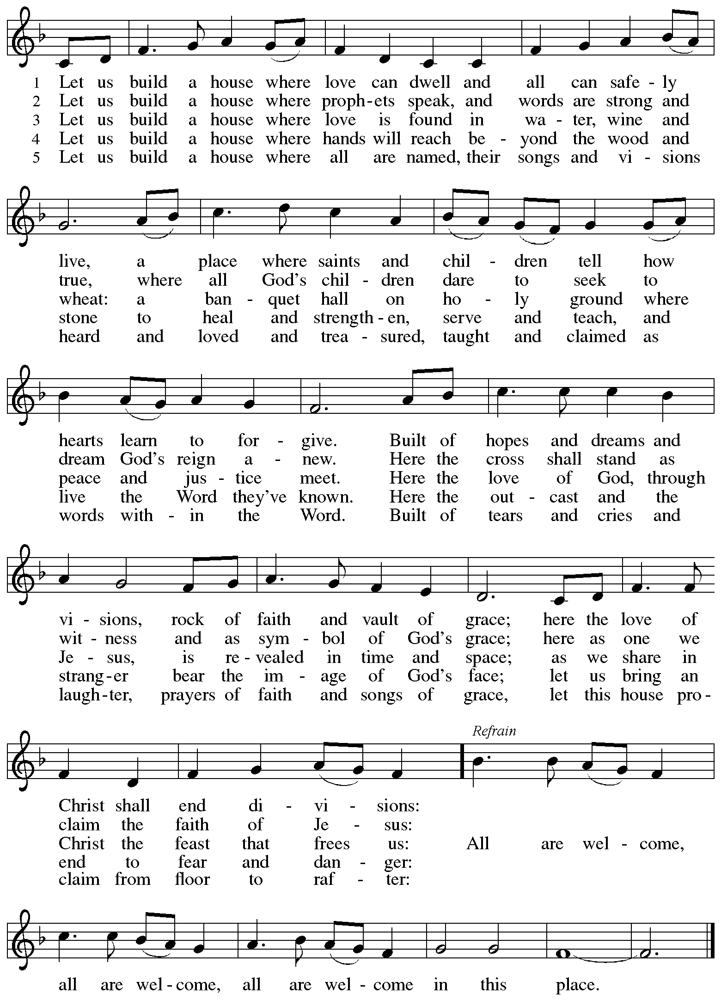 1 Let us build a house where love can dwell and all can safe - ly
2 Let us build a house where proph - ets speak, and words are strong and
3 Let us build a house where love is found in wa - ter, wine and
4 Let us build a house where hands will reach be - yond the wood and
5 Let us build a house where all are named, their songs and vi - sions
live, a place where saints and chil - dren tell how
true, where all God's chil - dren dare to seek to
wheat: a ban - quet hall on ho - ly ground where
stone to heal and strength - en, serve and teach, and
heard and loved and trea - sured, taught and claimed as
hearts learn to for - give. Built of hopes and dreams and
dream God's reign a - new. Here the cross shall stand as
peace and jus - tice meet. Here the love of God, through
live the Word they've known. Here the out - cast and the
words with - in the Word. Built of tears and cries and
vi - sions, rock of faith and vault of grace; here the love of
wit - ness and as sym - bol of God's grace; here as one we
Je - sus, is re - vealed in time and space; as we share in
strang - er bear the im - age of God's face; let us bring an
laugh - ter, prayers of faith and songs of grace, let this house pro -
Refrain
Christ shall end di - vi - sions:
claim the faith of Je - sus:
Christ the feast that frees us: All are wel - come,
end to fear and dan - ger:
claim from floor to raf - ter:
all are wel - come, all are wel - come in this place.